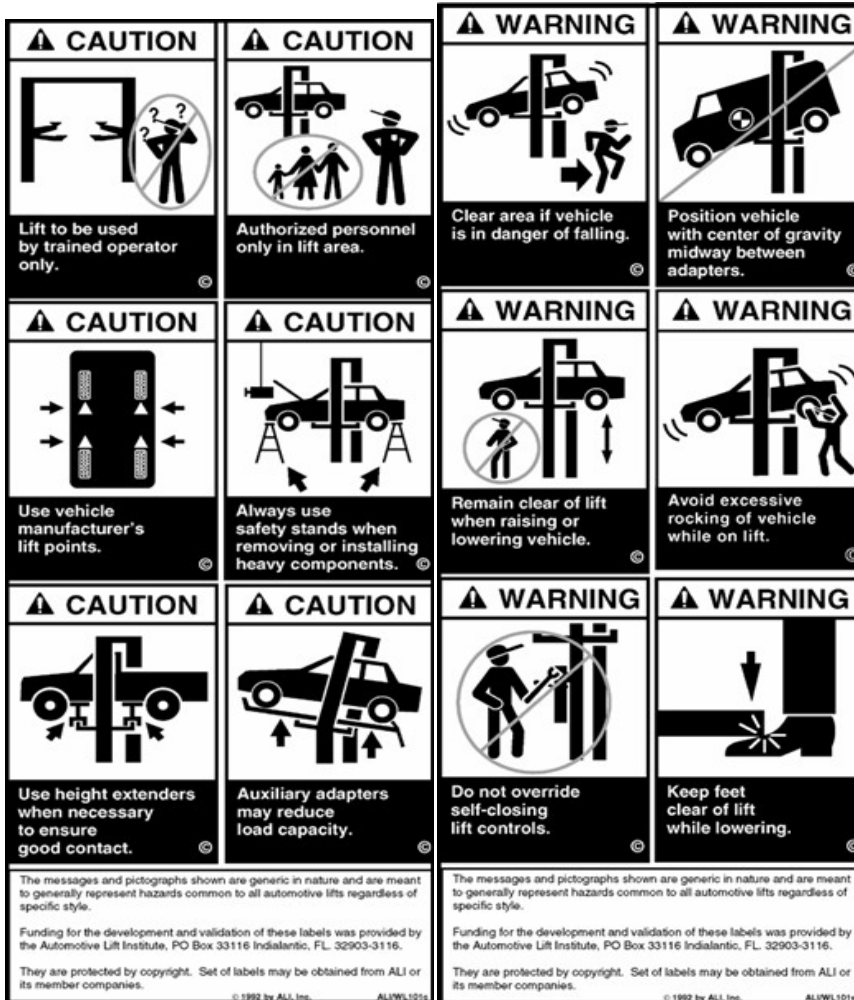 CAUTION
? ? ?
Lift to be used
by trained operator
only.
©
CAUTION
Authorized personnel
only in lift area.
©
CAUTION
Use vehicle
manufacturer's
lift points.
©
CAUTION
Always use
safety stands when
removing or installing
heavy components.
©
CAUTION
Use height extenders
when necessary
to ensure
good contact.
©
CAUTION
Auxiliary adapters
may reduce
load capacity.
©
The messages and pictographs shown are generic in nature and are meant
to generally represent hazards common to all automotive lifts regardless of
specific style.
Funding for the development and validation of these labels was provided by
the Automotive Lift Institute, PO Box 33116 Indialantic, FL. 32903-3116.
They are protected by copyright. Set of labels may be obtained from ALI or
its member companies.
© 1992 by ALI, Inc. ALI/WL101c
WARNING
Clear area if vehicle
is in danger of falling.
©
WARNING
Position vehicle
with center of gravity
midway between
adapters.
©
WARNING
Remain clear of lift
when raising or
lowering vehicle.
©
WARNING
Avoid excessive
rocking of vehicle
while on lift.
©
WARNING
Do not override
self-closing
lift controls.
©
WARNING
Keep feet
clear of lift
while lowering.
©
The messages and pictographs shown are generic in nature and are meant
to generally represent hazards common to all automotive lifts regardless of
specific style.
Funding for the development and validation of these labels was provided by
the Automotive Lift Institute, PO Box 33116 Indialantic, FL. 32903-3116.
They are protected by copyright. Set of labels may be obtained from ALI or
its member companies.
© 1992 by ALI, Inc. ALI/WL101c